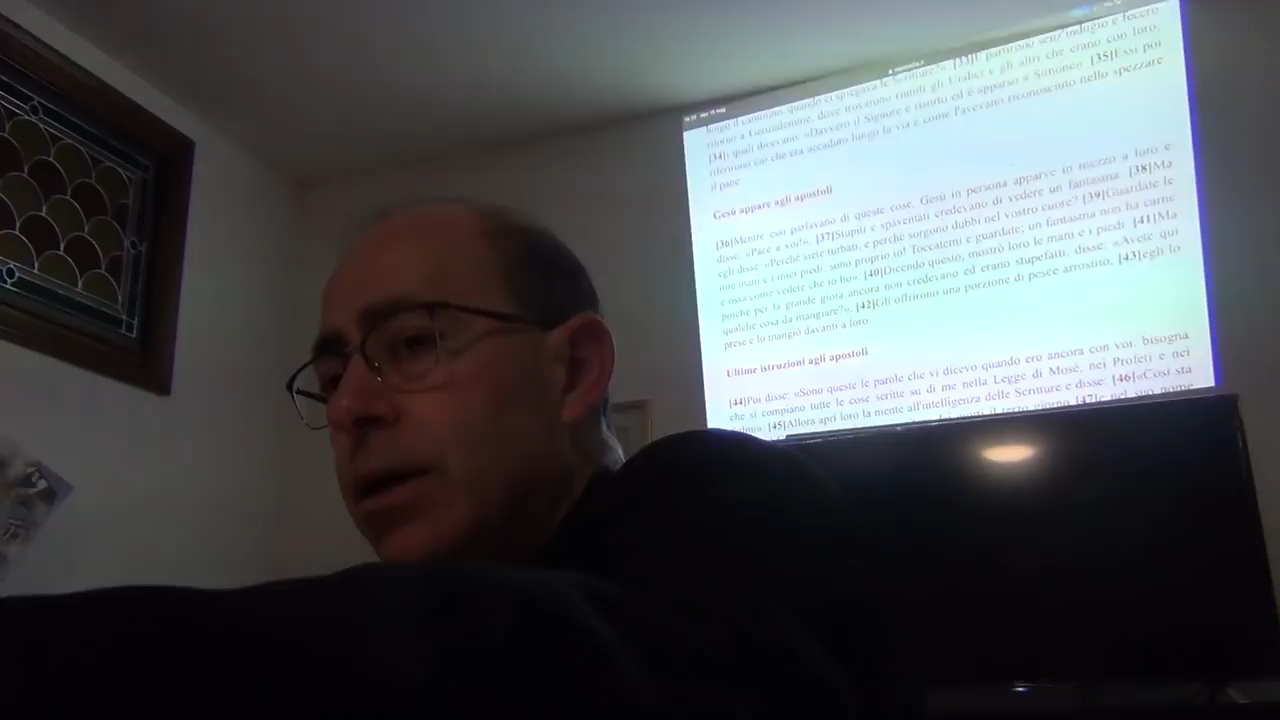 [33]E partirono senz'indugio e fecero
lungo il cammino, quando ci spiegava le Scritture?».
ritorno a Gerusalemme, dove trovarono riuniti gli Undici e gli altri che erano con loro,
[34]i quali dicevano: «Davvero il Signore è risorto ed è apparso a Simone». [35]Essi poi
riferirono ciò che era accaduto lungo la via e come l'avevano riconosciuto nello spezzare
il pane.
Gesù appare agli apostoli
[36]Mentre essi parlavano di queste cose, Gesù in persona apparve in mezzo a loro e
disse: «Pace a voi!». [37]Stupiti e spaventati credevano di vedere un fantasma. [38]Ma
egli disse: «Perché siete turbati, e perché sorgono dubbi nel vostro cuore? [39]Guardate le
mie mani e i miei piedi: sono proprio io! Toccatemi e guardate; un fantasma non ha carne
e ossa come vedete che io ho». [40]Dicendo questo, mostrò loro le mani e i piedi. [41]Ma
poiché per la grande gioia ancora non credevano ed erano stupefatti, disse: «Avete qui
qualche cosa da mangiare?». [42]Gli offrirono una porzione di pesce arrostito; [43]egli lo
prese e lo mangiò davanti a loro.
Ultime istruzioni agli apostoli
[44]Poi disse: «Sono queste le parole che vi dicevo quando ero ancora con voi: bisogna
che si compiano tutte le cose scritte su di me nella Legge di Mosè, nei Profeti e nei
Salmi». [45]Allora aprì loro la mente all'intelligenza delle Scritture e disse: [46]«Così sta
il terzo giorno [47]e nel suo nome